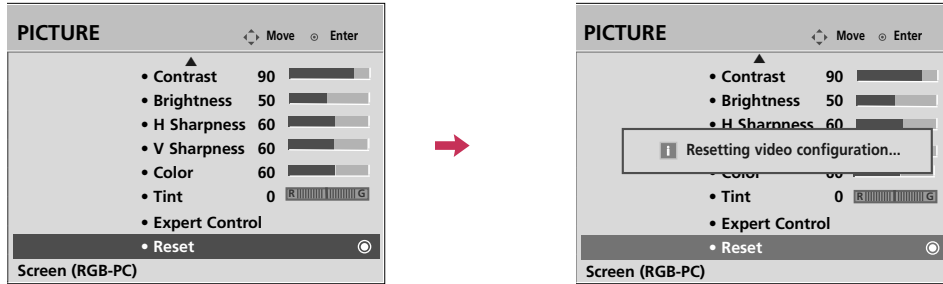 PICTURE Move Enter
• Contrast 90
• Brightness 50
• H Sharpness 60
• V Sharpness 60
• Color 60
• Tint 0 R G
• Expert Control
• Reset
Screen (RGB-PC)
PICTURE Move Enter
• Contrast 90
• Brightness 50
• H Sharpness 60
i Resetting video configuration...
• Color 60
• Tint 0 R G
• Expert Control
• Reset
Screen (RGB-PC)